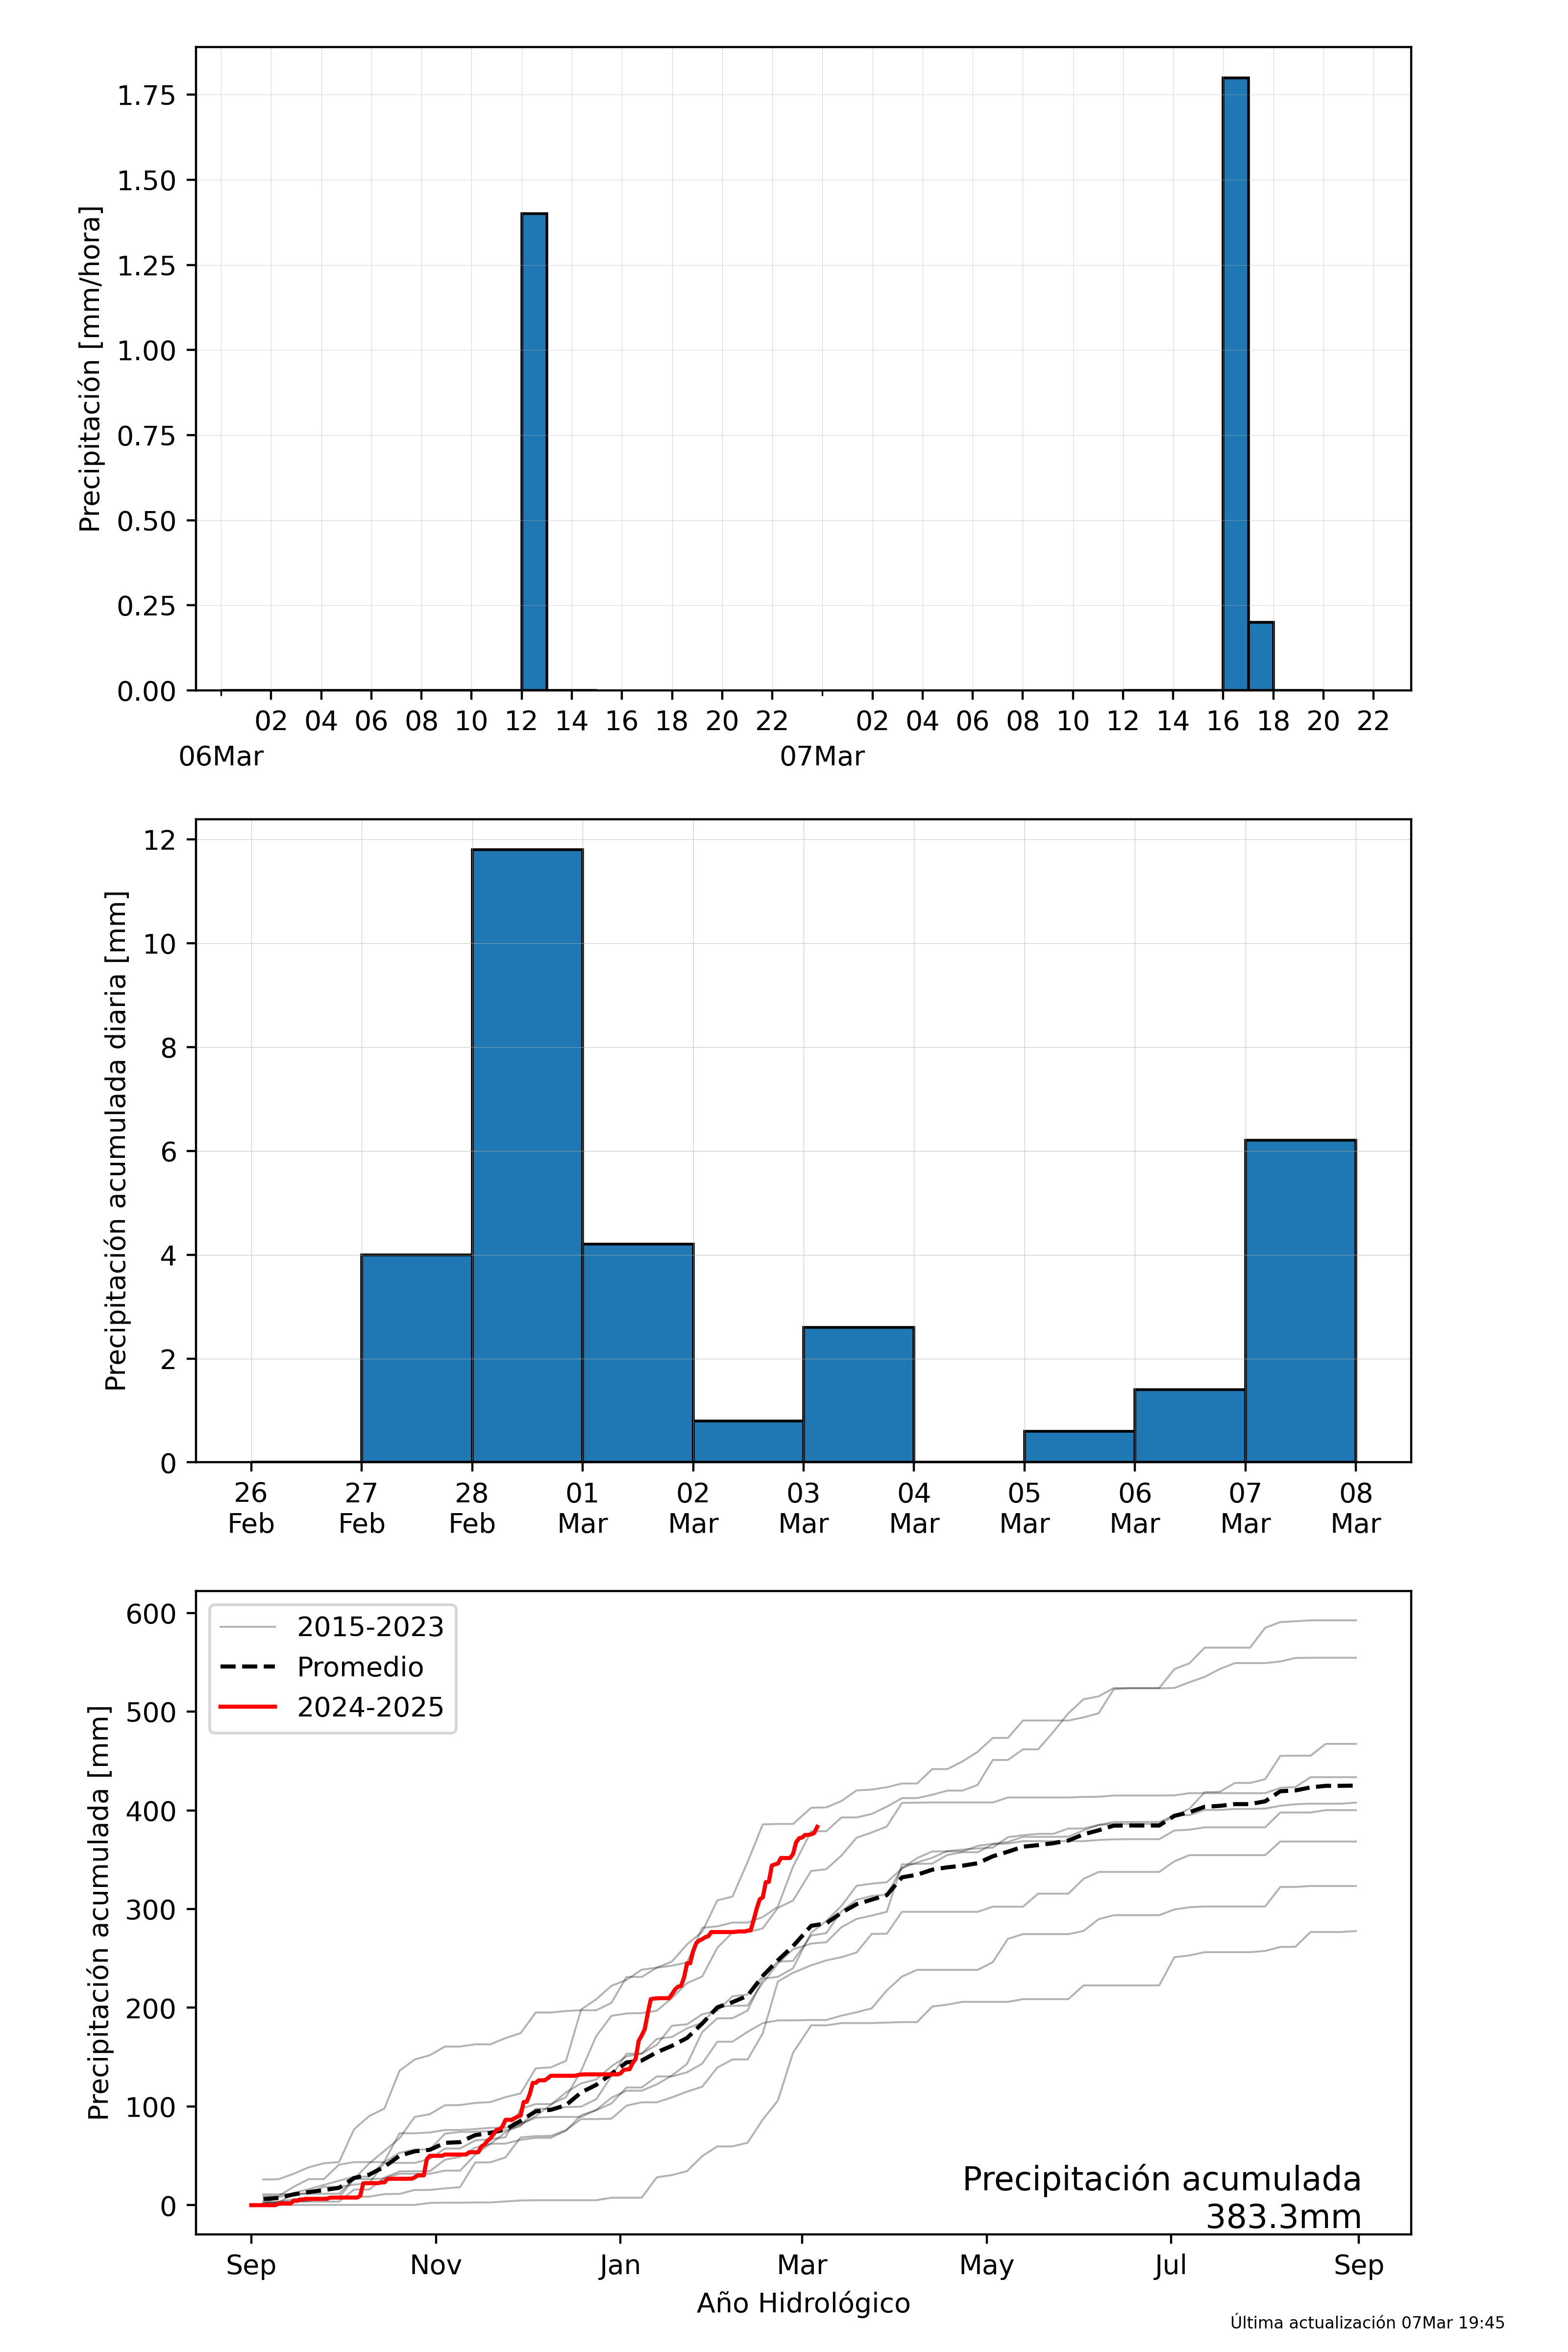 1.75
1.50
1.25
1.00
0.75
0.50
0.25
0.00
Precipitación [mm/hora]
02 04 06 08 10 12 14 16 18 20 22 02 04 06 08 10 12 14 16 18 20 22
06Mar 07Mar
12
10
8
6
4
2
0
Precipitación acumulada diaria [mm]
26 27 28 01 02 03 04 05 06 07 08
Feb Feb Feb Mar Mar Mar Mar Mar Mar Mar Mar
600
500
400
300
200
100
0
Precipitación acumulada [mm]
2015-2023
Promedio
2024-2025
Precipitación acumulada
383.3mm
Sep Nov Jan Mar May Jul Sep
Año Hidrológico
Última actualización 07Mar 19:45